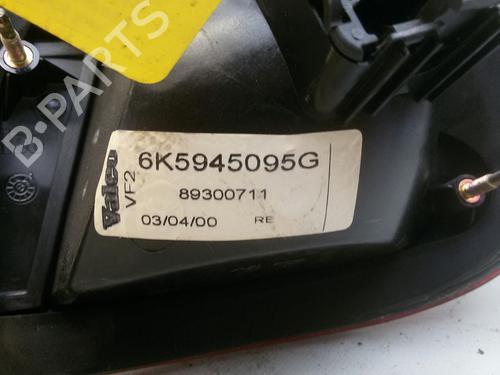 B-PARTS
Valeo
VF2
6K5945095G
89300711
03/04/00 RE